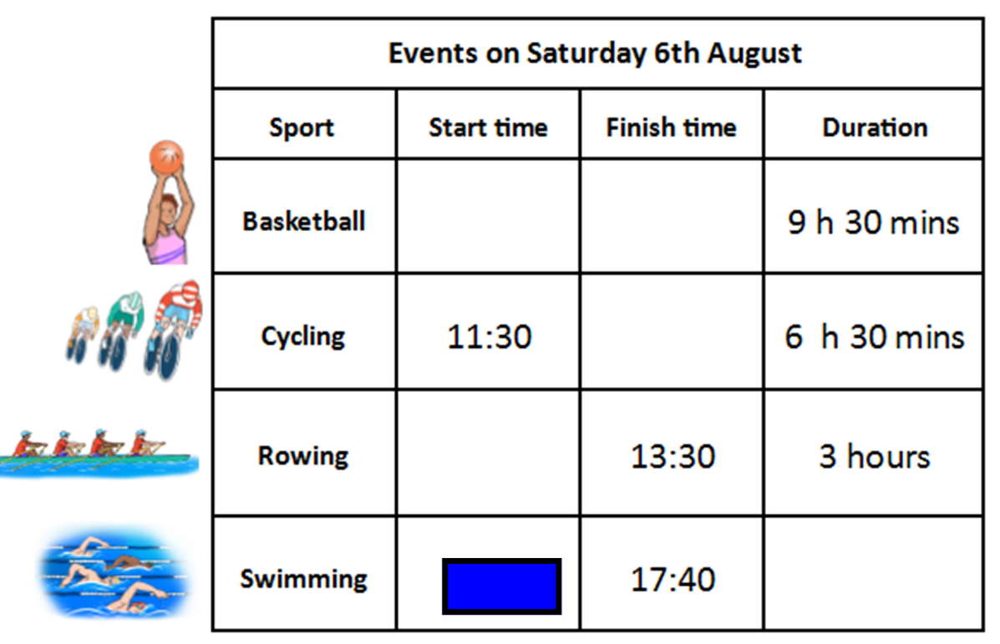 Events on Saturday 6th August
Sport Start time Finish time Duration
Basketball 9 h 30 mins
Cycling 11:30 6 h 30 mins
Rowing 13:30 3 hours
Swimming 17:40